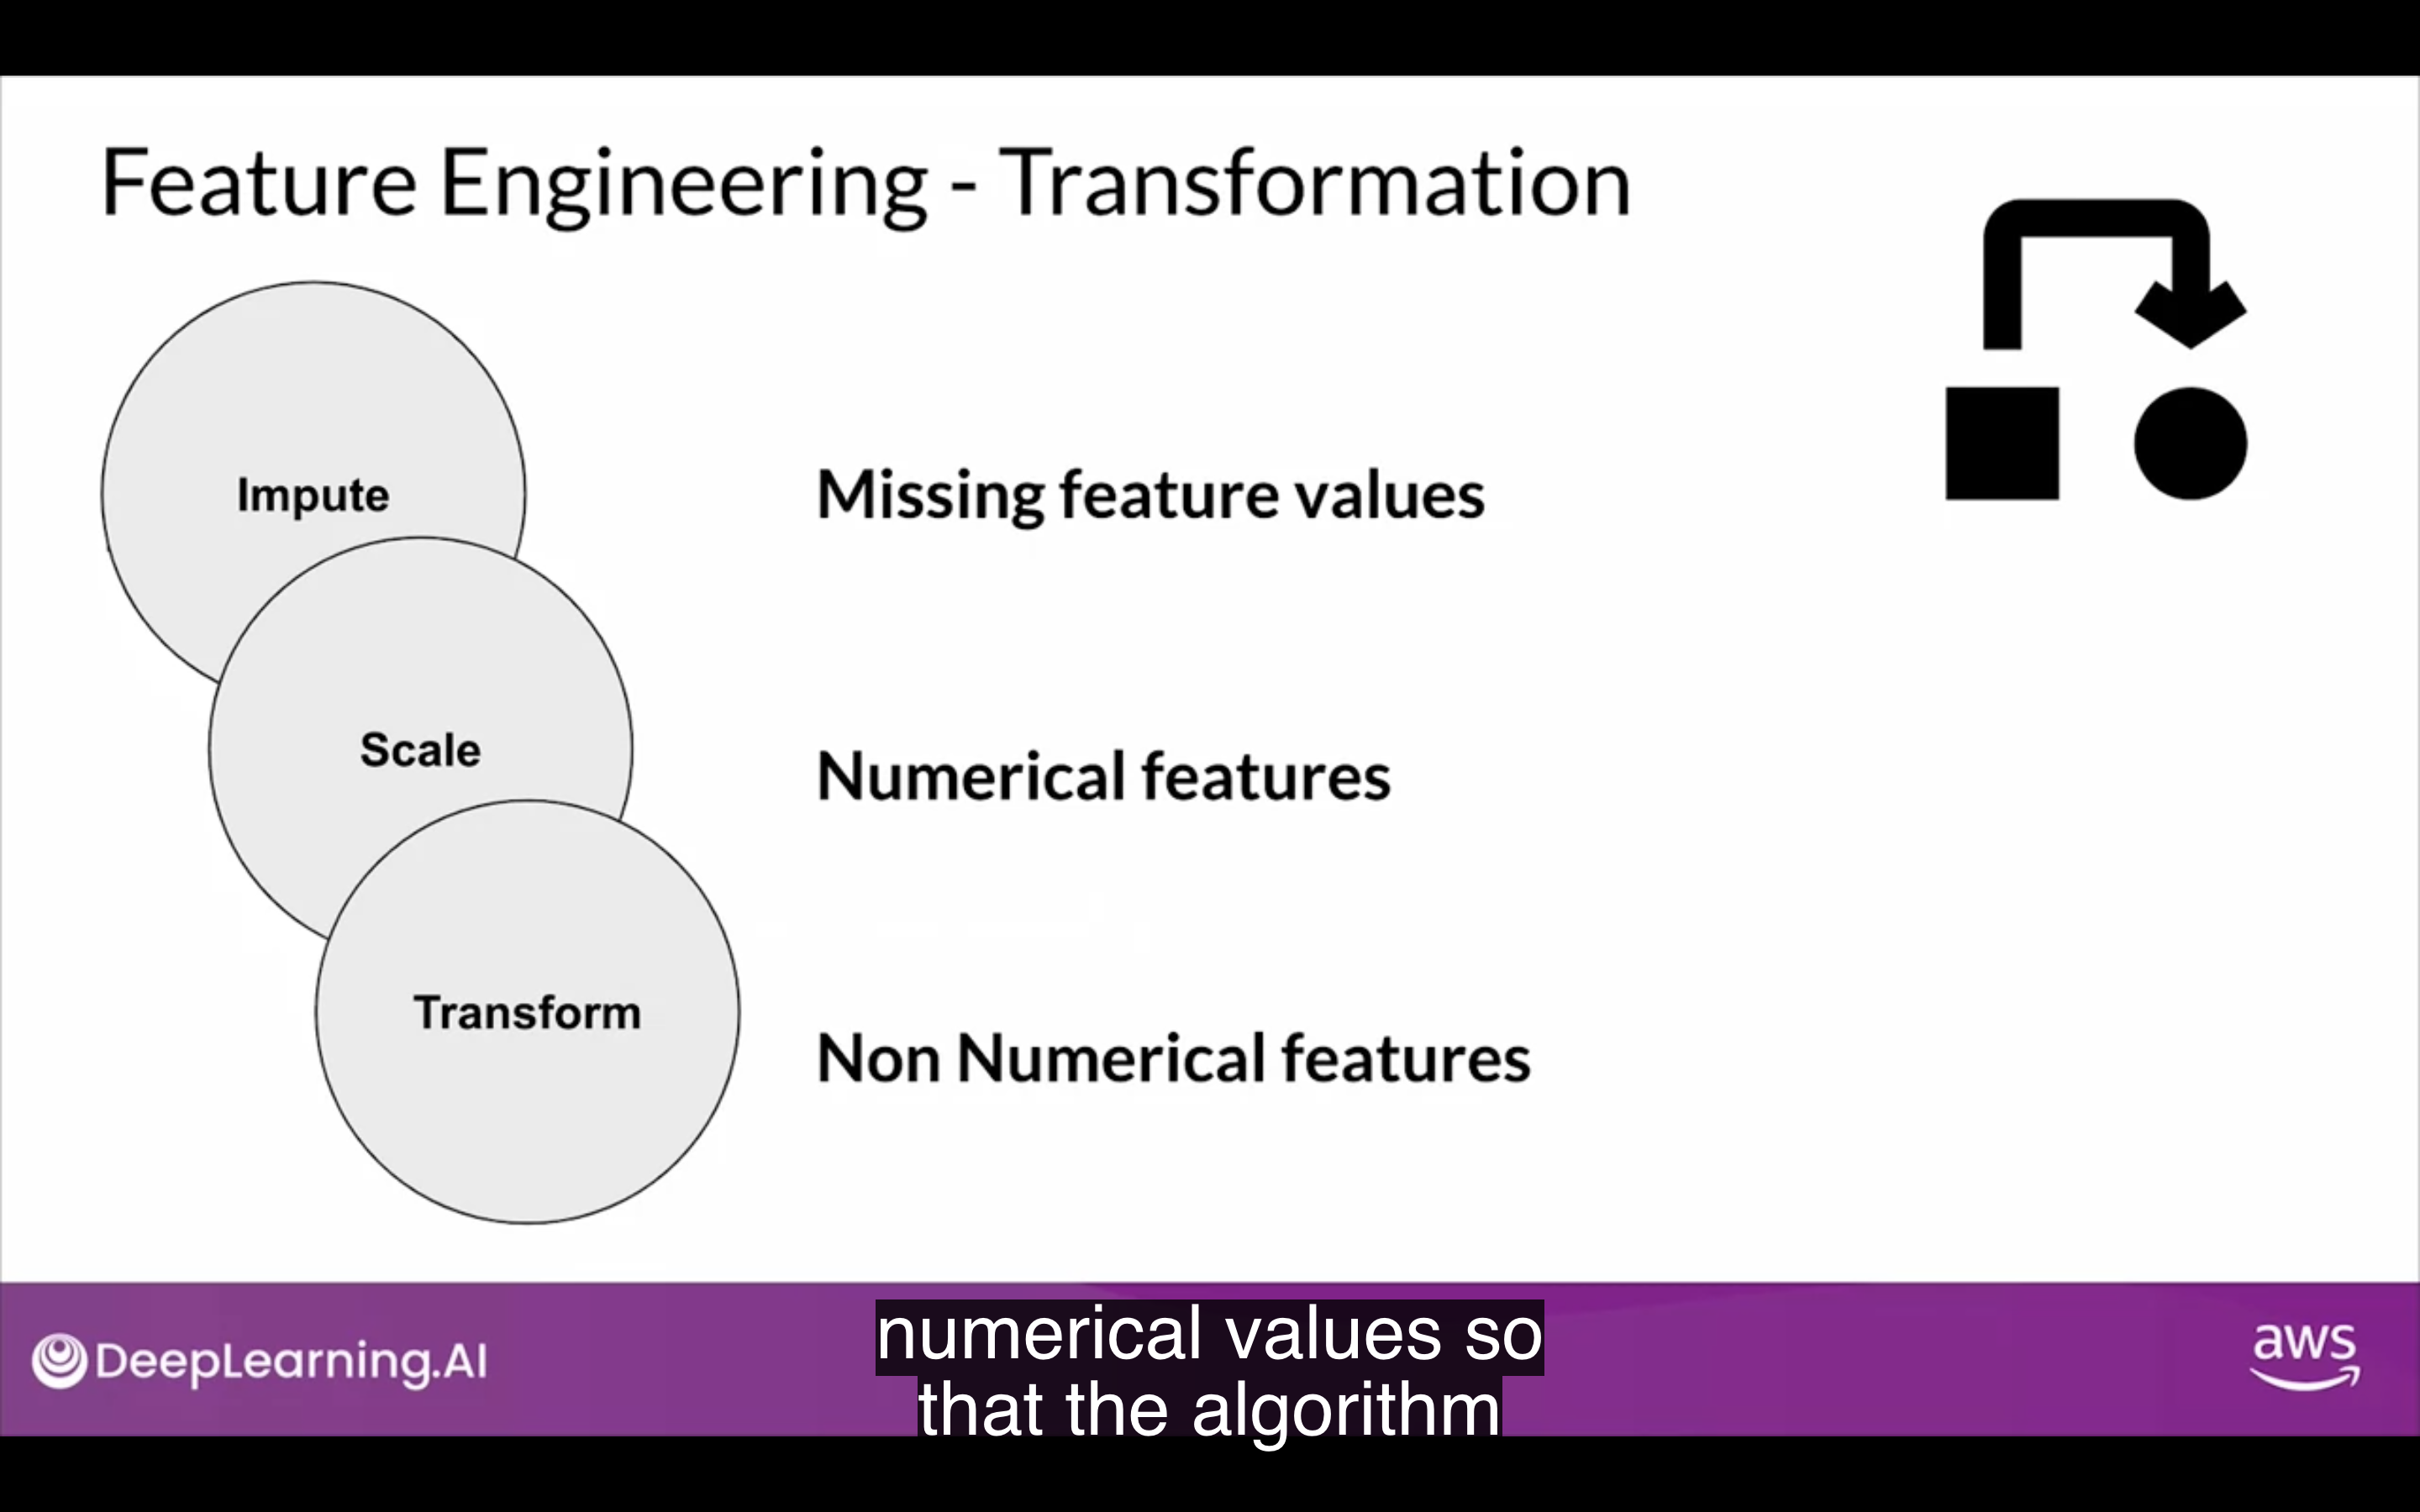 Feature Engineering - Transformation
Impute
Missing feature values
Scale
Numerical features
Transform
Non Numerical features
DeepLearning.AI
numerical values so
that the algorithm
aws